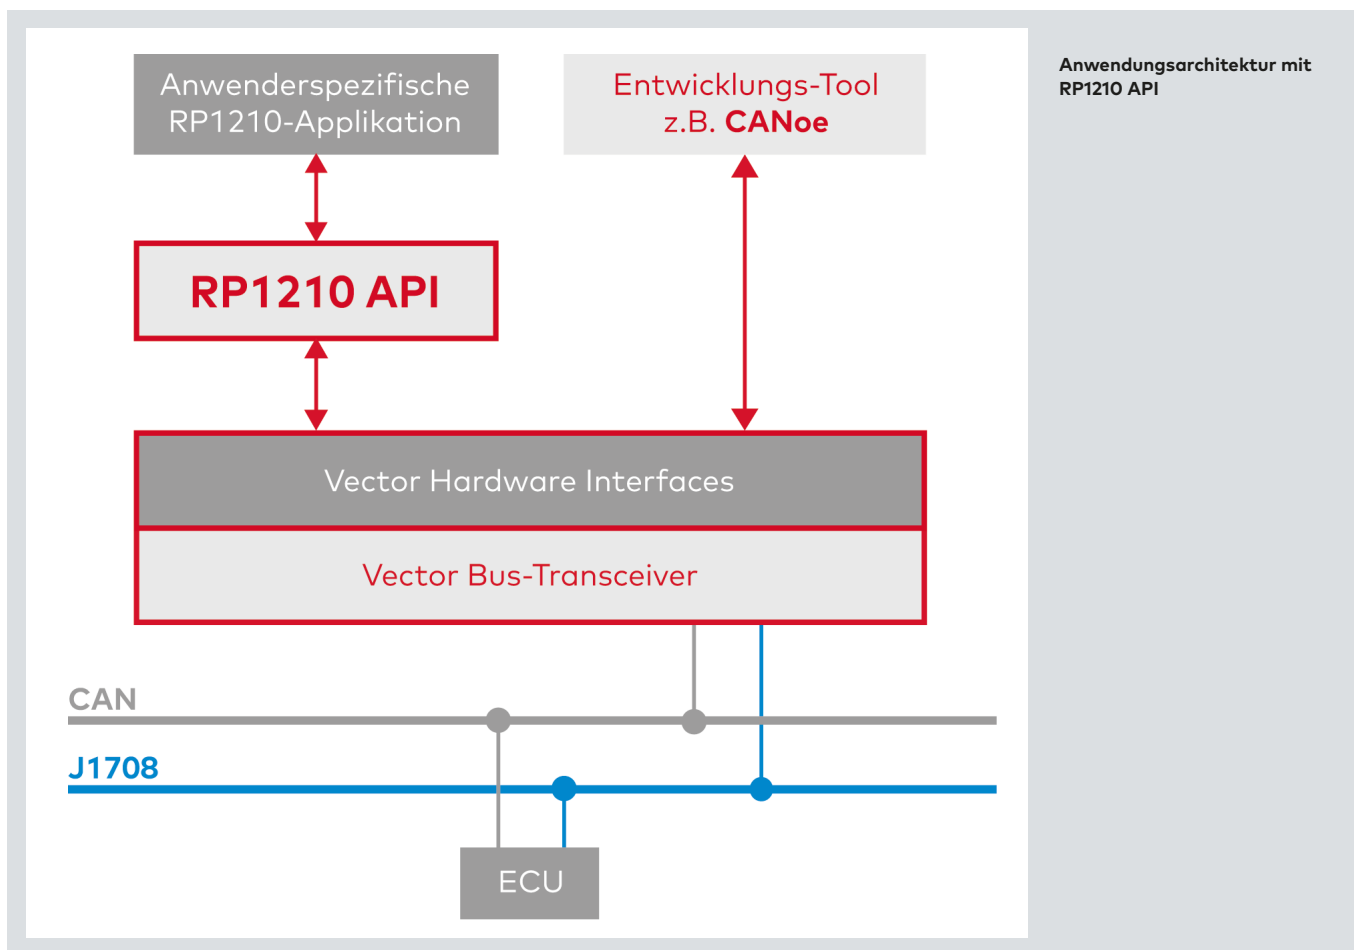 Anwenderspezifische
RP1210-Applikation
Entwicklungs-Tool
z.B. CANoe
RP1210 API
Vector Hardware Interfaces
Vector Bus-Transceiver
CAN
J1708
ECU
Anwendungsarchitektur mit
RP1210 API